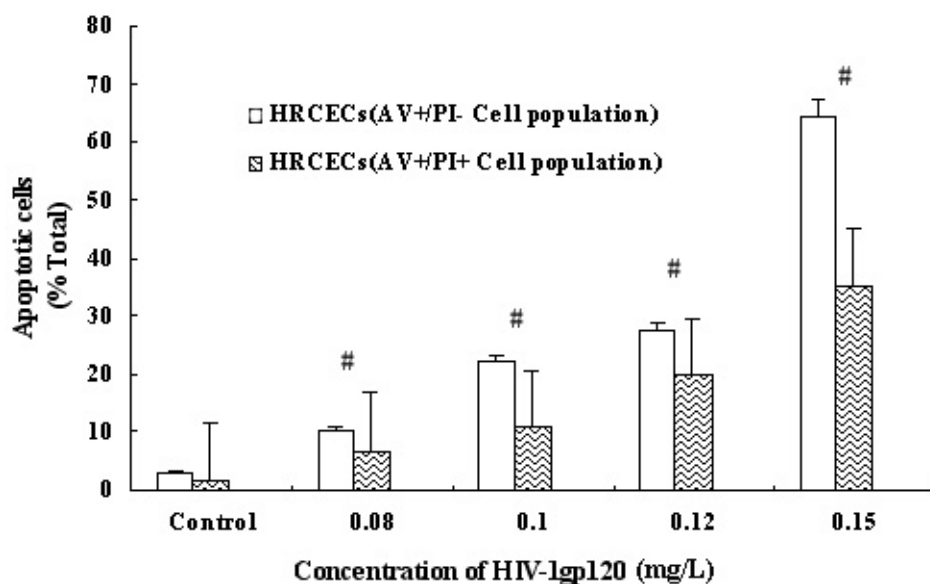 80
70
60
50
40
30
20
10
0
Apoptotic cells
(% Total)
HRCECs(AV+/PI- Cell population)
HRCECs(AV+/PI+ Cell population)
#
#
#
#
Control 0.08 0.1 0.12 0.15
Concentration of HIV-1gp120 (mg/L)